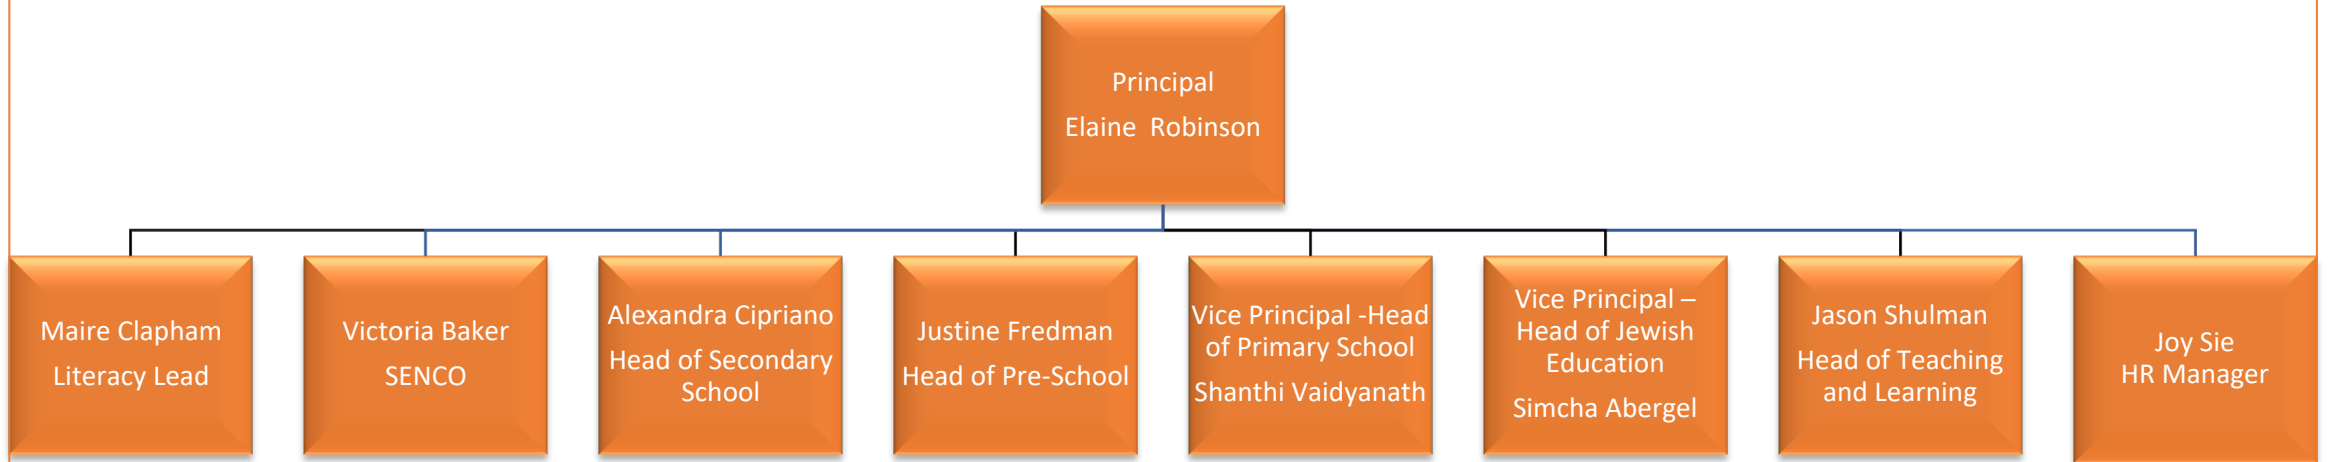 Principal
Elaine  Robinson
Maire Clapham
Literacy Lead
Victoria Baker
SENCO
Alexandra Cipriano
Head of Secondary
School
Justine Fredman
Head of Pre-School
Vice Principal -Head
of Primary School
Shanthi Vaidyanath
Vice Principal –
Head of Jewish
Education
Simcha Abergel
Jason Shulman
Head of Teaching
and Learning
Joy Sie
HR Manager